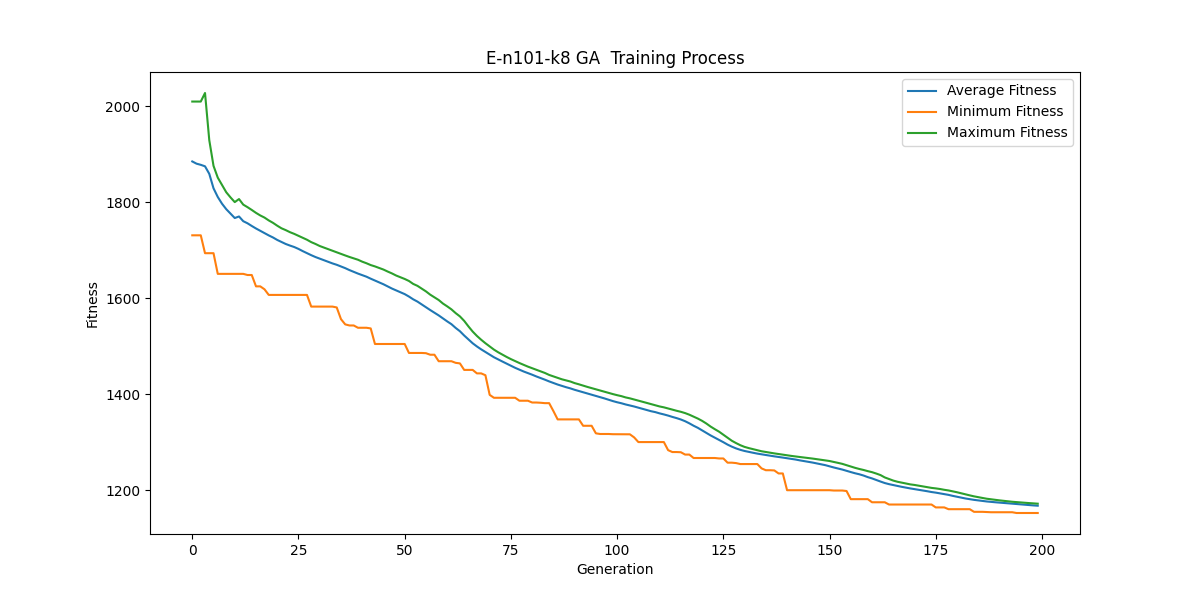 E-n101-k8 GA  Training Process
Average Fitness
Minimum Fitness
Maximum Fitness
Fitness
2000
1800
1600
1400
1200
0 25 50 75 100 125 150 175 200
Generation